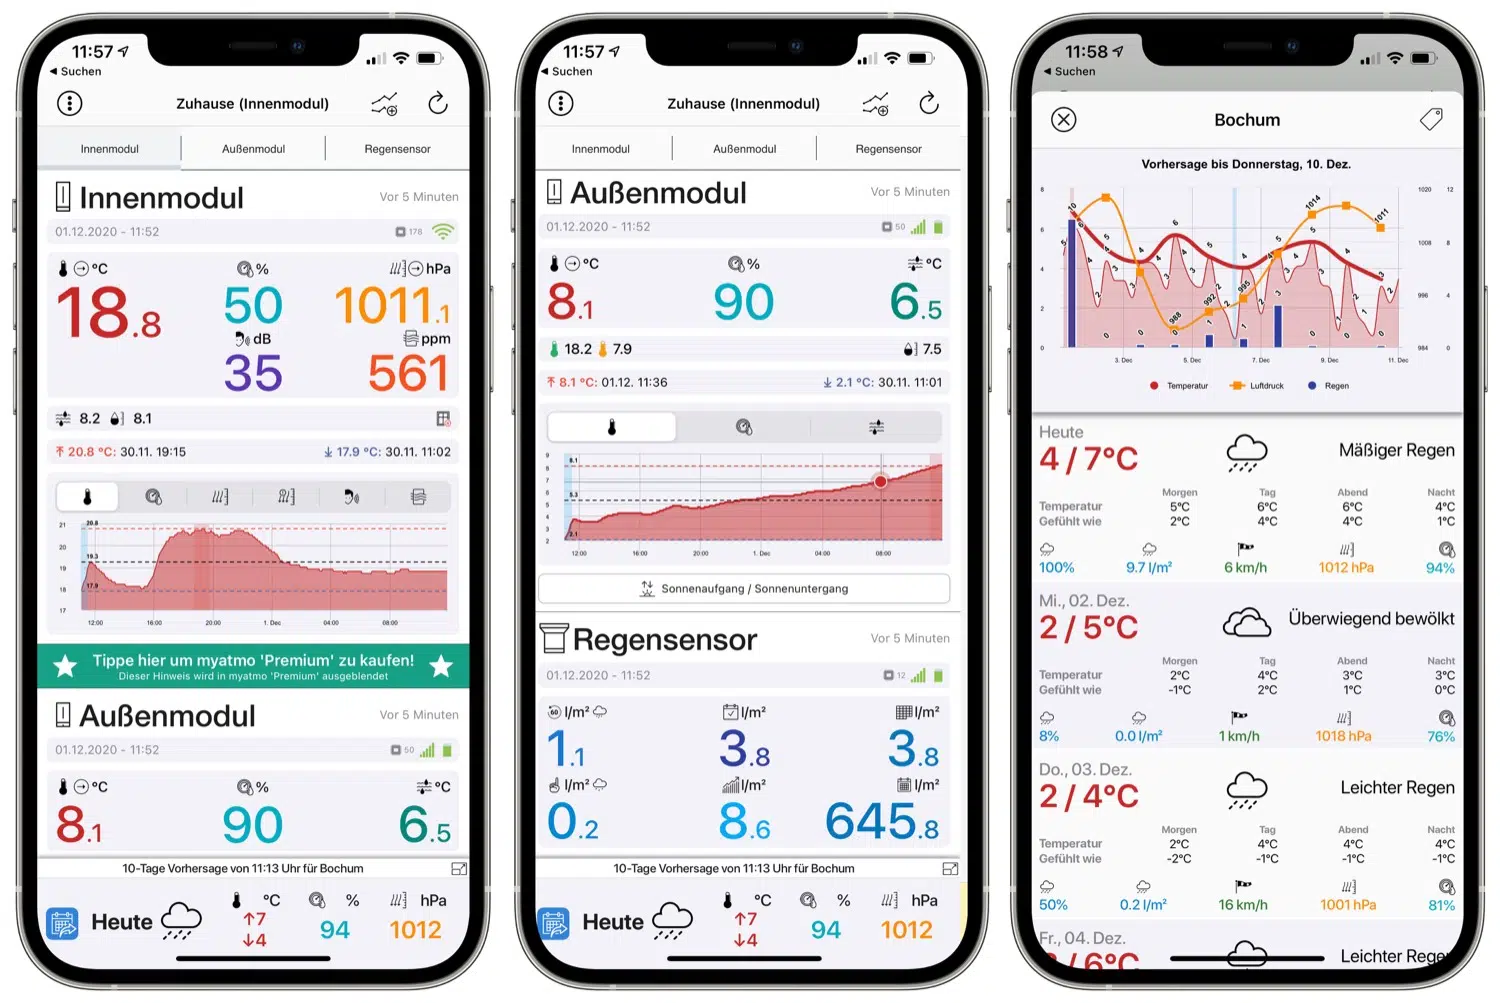 11:57
Suchen
Zuhause (Innenmodul)
Innenmodul Außenmodul Regensensor
Innenmodul Vor 5 Minuten
01.12.2020 - 11:52 178
°C % hPa
18.8 50 1011.1
dB ppm
35 561
8.2 8.1
20.8 °C: 30.11. 19:15 17.9 °C: 30.11. 11:02
21 20.8
20
19 19.3
18 17.9
17
12:00 16:00 20:00 1. Dec 04:00 08:00
Tippe hier um myatmo 'Premium' zu kaufen!
Dieser Hinweis wird in myatmo 'Premium' ausgeblendet
Außenmodul Vor 5 Minuten
01.12.2020 - 11:52 50
°C % °C
8.1 90 6.5
10-Tage Vorhersage von 11:13 Uhr für Bochum
°C % hPa
Heute 7 94 1012
4
11:57
Suchen
Zuhause (Innenmodul)
Innenmodul Außenmodul Regensensor
Außenmodul Vor 5 Minuten
01.12.2020 - 11:52 50
°C % °C
8.1 90 6.5
18.2 7.9 7.5
8.1 °C: 01.12. 11:36 2.1 °C: 30.11. 11:01
9
8 8.1
7
6
5 5.3
4
3
2 2.1
12:00 16:00 20:00 1. Dec 04:00 08:00
Sonnenaufgang / Sonnenuntergang
Regensensor Vor 5 Minuten
01.12.2020 - 11:52 12
60 l/m² l/m² l/m²
1.1 3.8 3.8
l/m² l/m² l/m²
0.2 8.6 645.8
10-Tage Vorhersage von 11:13 Uhr für Bochum
°C % hPa
Heute 7 94 1012
4
11:58
Suchen
Bochum
Vorhersage bis Donnerstag, 10. Dez.
8 1020 12
6 1008 8
4 996 4
2
0 984 0
1014 1011 988 992 995
3. Dec 5. Dec 7. Dec 9. Dec 11. Dec
Temperatur Luftdruck Regen
Heute
4 / 7°C Mäßiger Regen
Morgen Tag Abend Nacht
Temperatur 5°C 6°C 6°C 4°C
Gefühlt wie 2°C 4°C 4°C 1°C
100% 9.7 l/m² 6 km/h 1012 hPa 94%
Mi., 02. Dez.
2 / 5°C Überwiegend bewölkt
Morgen Tag Abend Nacht
Temperatur 2°C 4°C 3°C 3°C
Gefühlt wie -1°C 2°C 1°C 0°C
8% 0.0 l/m² 1 km/h 1018 hPa 76%
Do., 03. Dez.
2 / 4°C Leichter Regen
Morgen Tag Abend Nacht
Temperatur 2°C 4°C 4°C 4°C
Gefühlt wie -2°C -1°C -1°C -1°C
50% 0.2 l/m² 16 km/h 1001 hPa 81%
Fr., 04. Dez.
/ 6°C Leichter Regen